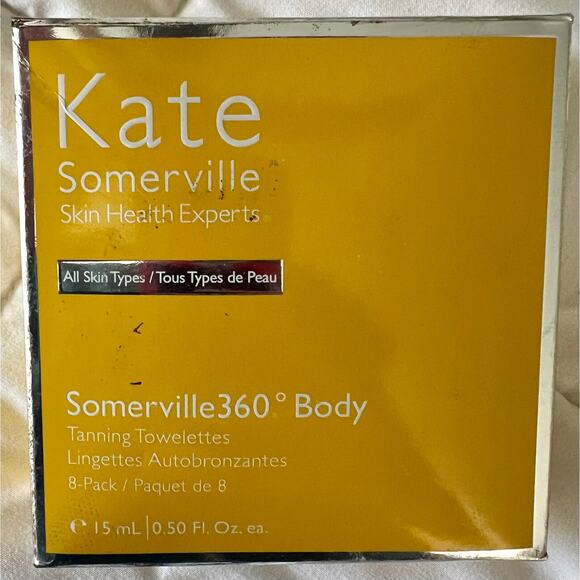 Kate
Somerville
Skin Health Experts.
All Skin Types / Tous Types de Peau
Somerville360° Body
Tanning Towelettes
Lingettes Autobronzantes
8-Pack / Paquet de 8
℮ 15 mL | 0.50 Fl. Oz. ea.